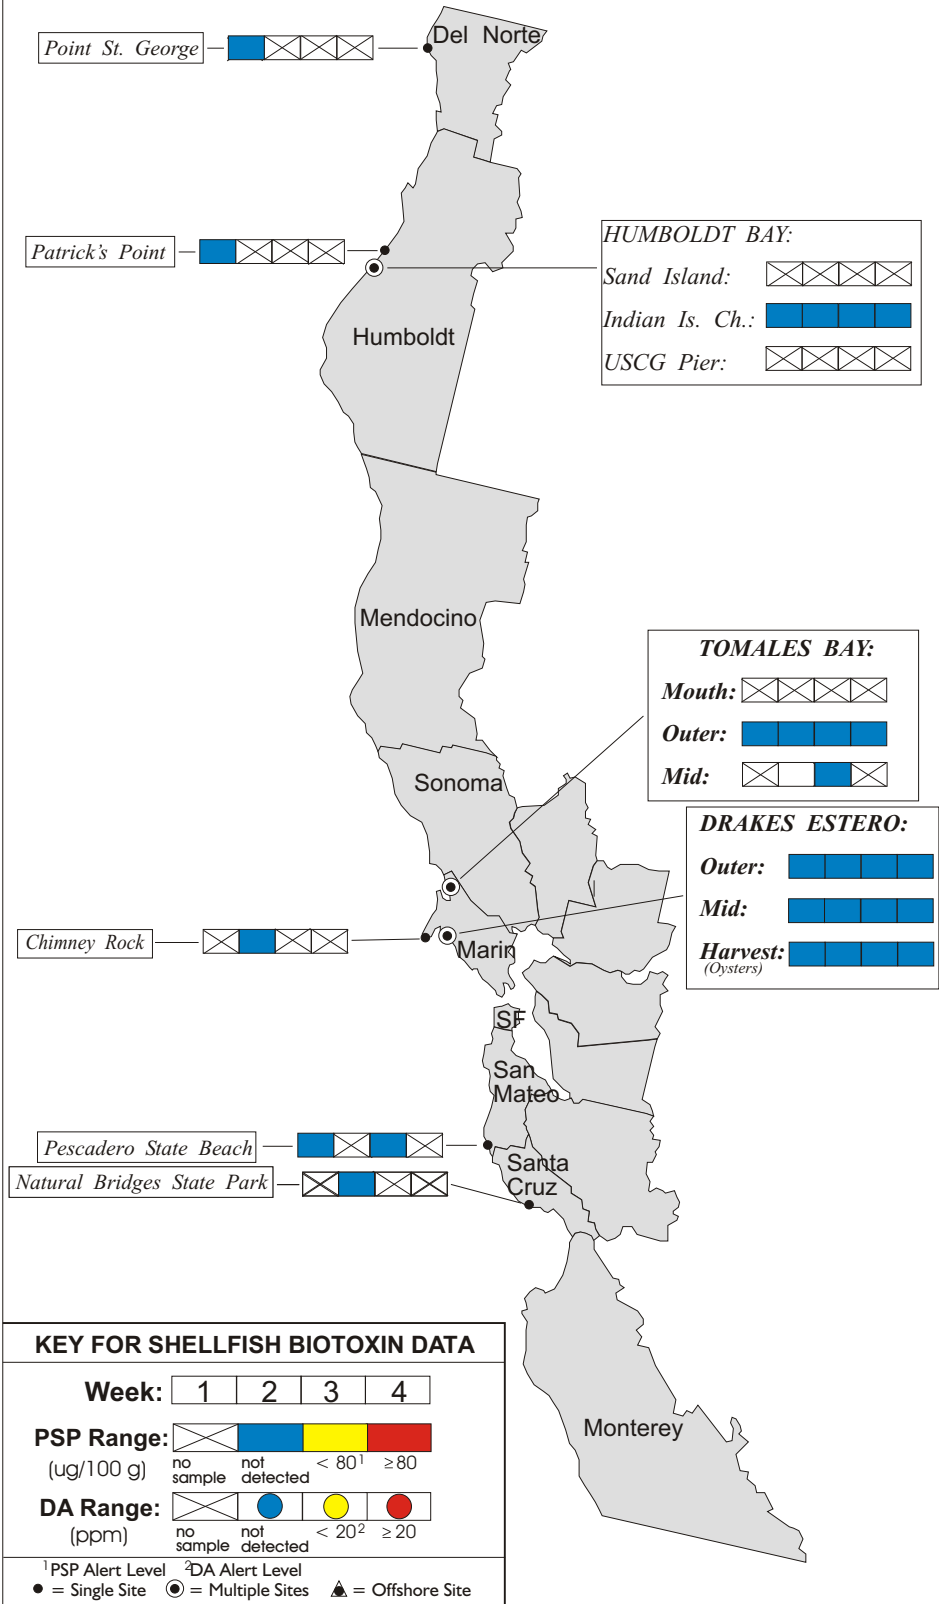 Del Norte
Point St. George
Patrick's Point
HUMBOLDT BAY:
Sand Island:
Indian Is. Ch.:
USCG Pier:
Humboldt
Mendocino
TOMALES BAY:
Mouth:
Outer:
Mid:
Sonoma
DRAKES ESTERO:
Outer:
Mid:
Harvest:
(Oysters)
Chimney Rock
Marin
SF
San
Mateo
Pescadero State Beach
Santa
Cruz
Natural Bridges State Park
KEY FOR SHELLFISH BIOTOXIN DATA
Week: 1 2 3 4
PSP Range:
(ug/100 g)
no sample not detected < 80¹ ≥80
DA Range:
(ppm)
no sample not detected < 20² ≥ 20
¹PSP Alert Level ²DA Alert Level
= Single Site = Multiple Sites = Offshore Site
Monterey